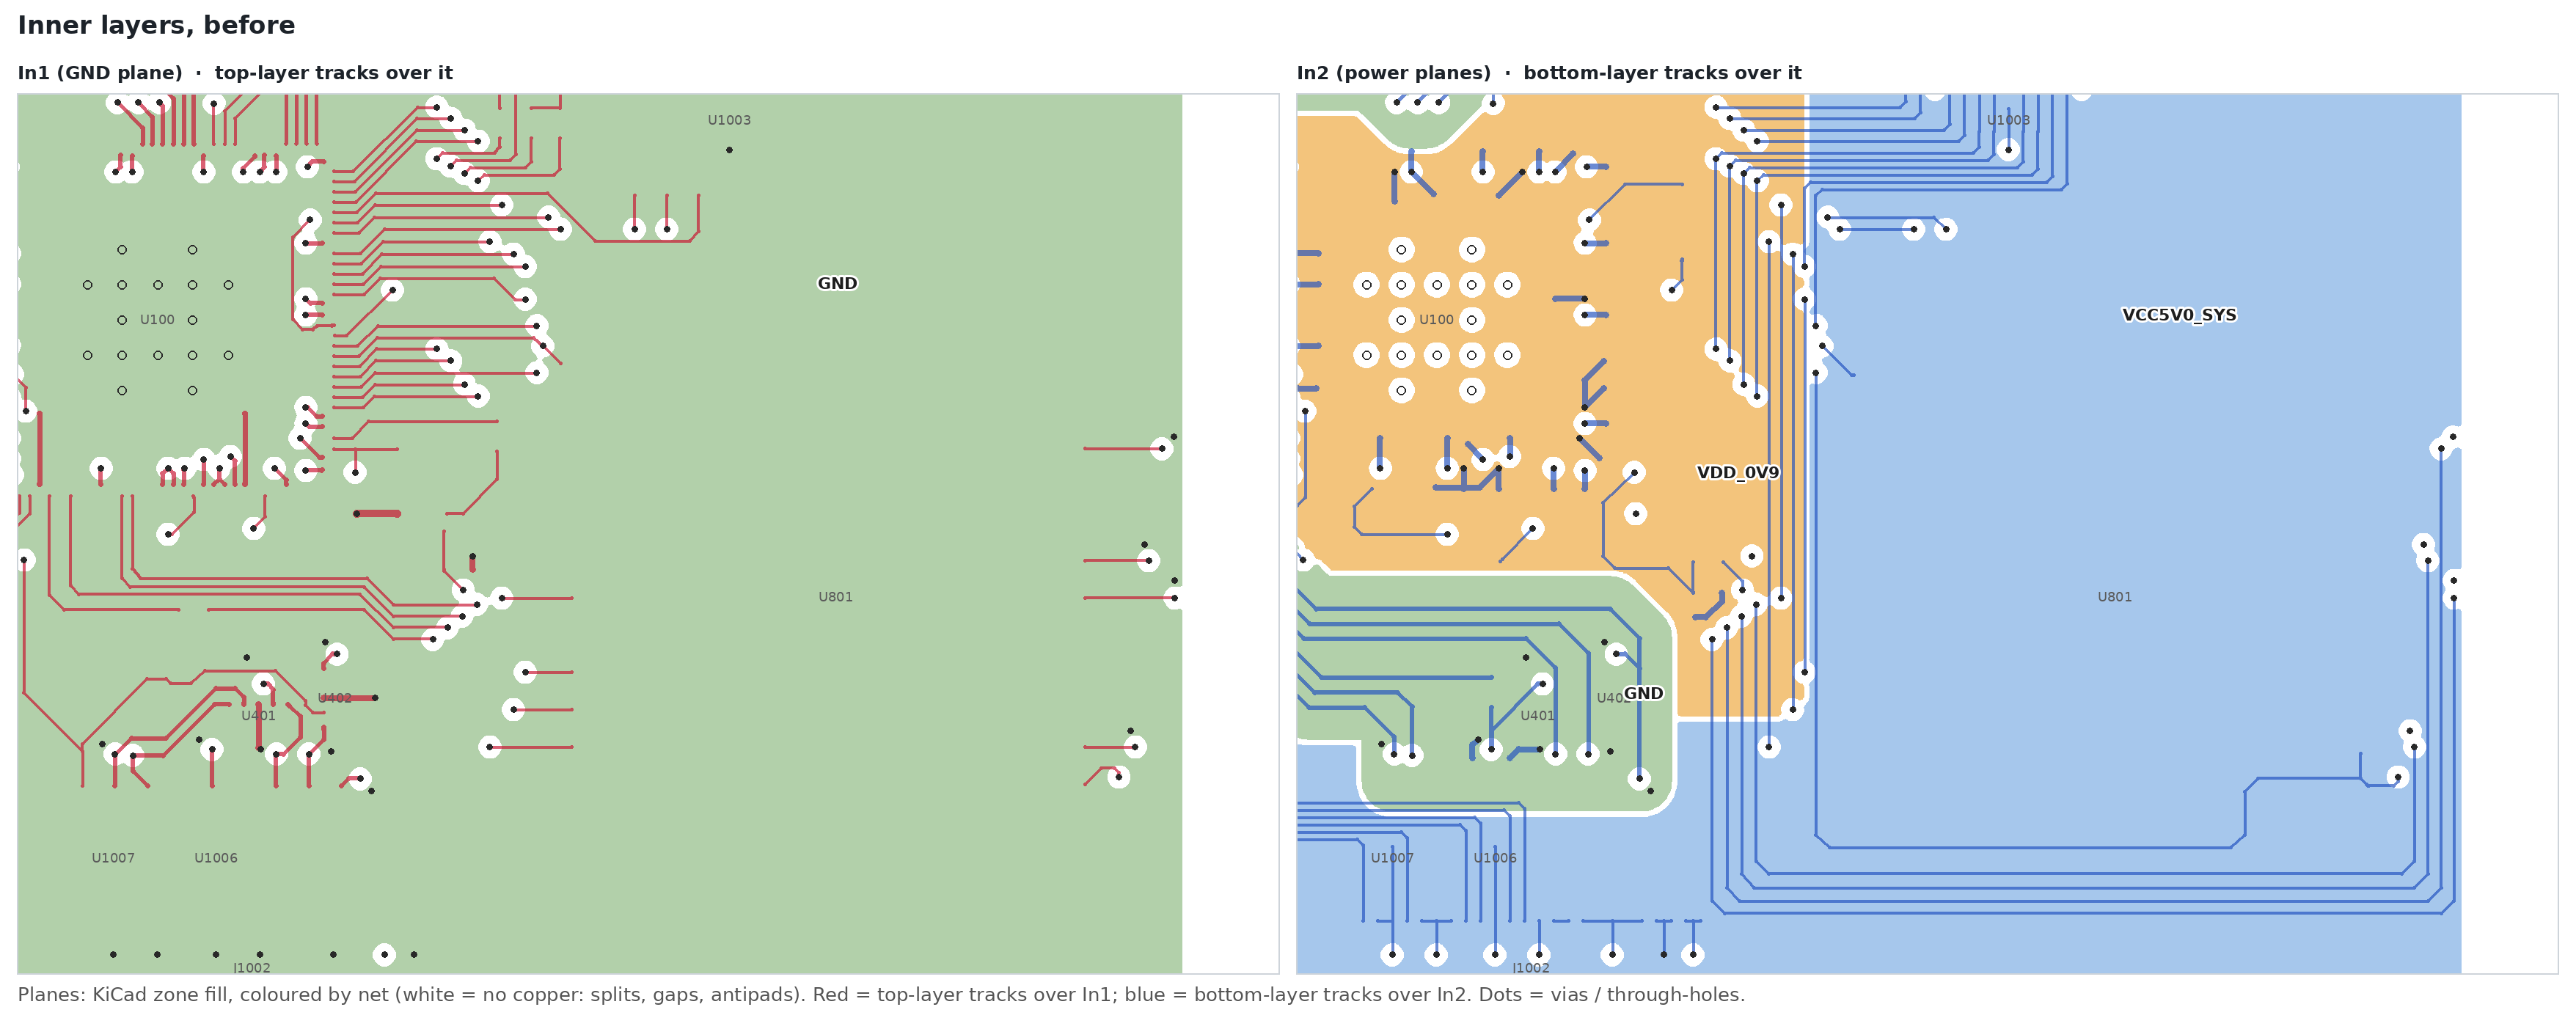 Inner layers, before
In1 (GND plane) · top-layer tracks over it
In2 (power planes) · bottom-layer tracks over it
U1003
GND
U100
U801
U402
U401
U1007
U1006
J1002
U1003
VCC5V0_SYS
U100
VDD_0V9
U801
U402
GND
U401
U1007
U1006
J1002
Planes: KiCad zone fill, coloured by net (white = no copper: splits, gaps, antipads). Red = top-layer tracks over In1; blue = bottom-layer tracks over In2. Dots = vias / through-holes.